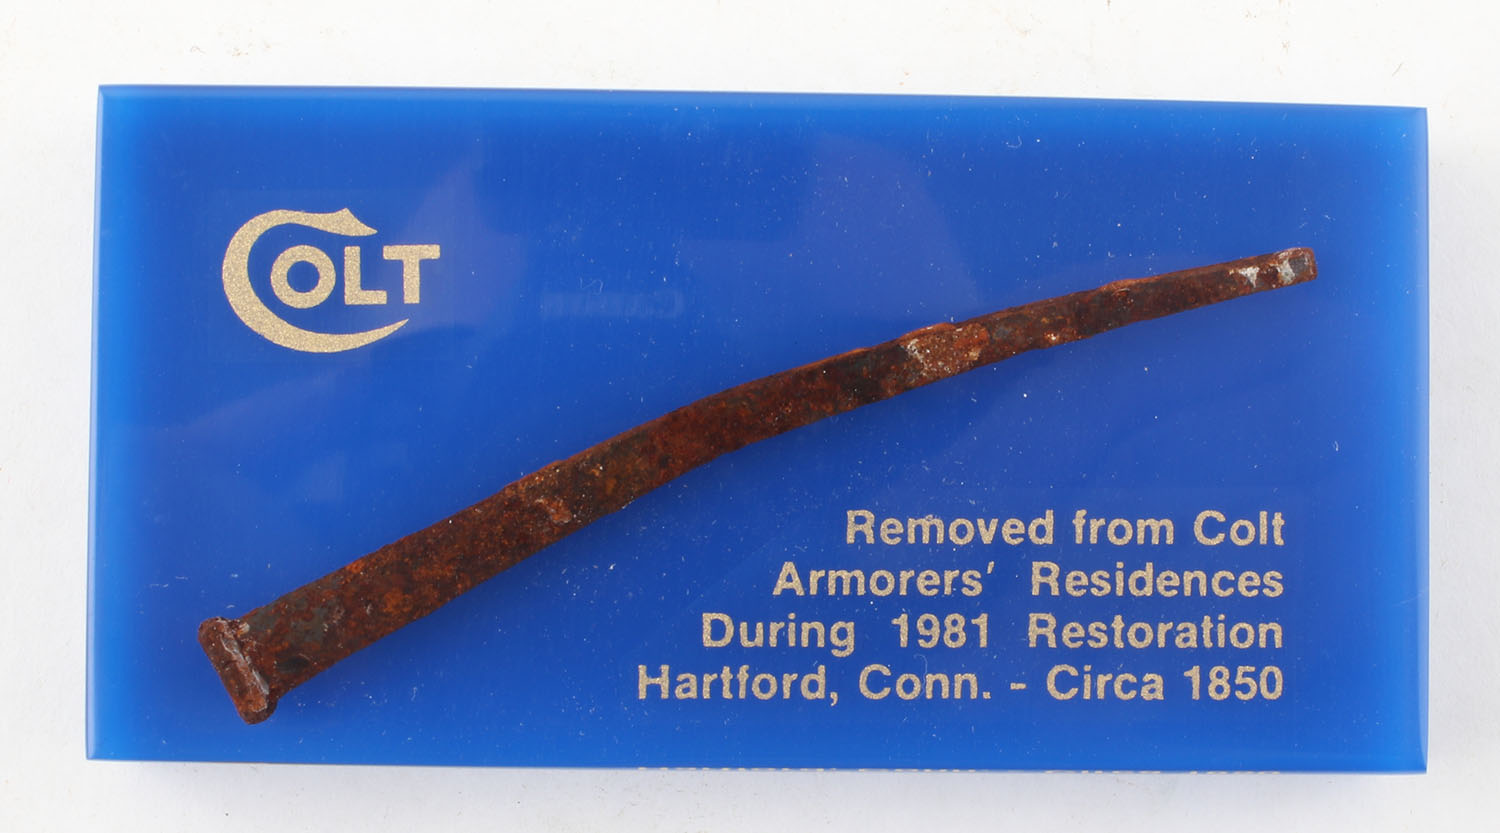 COLT
Removed from Colt
Armorers' Residences
During 1981 Restoration
Hartford, Conn. - Circa 1850